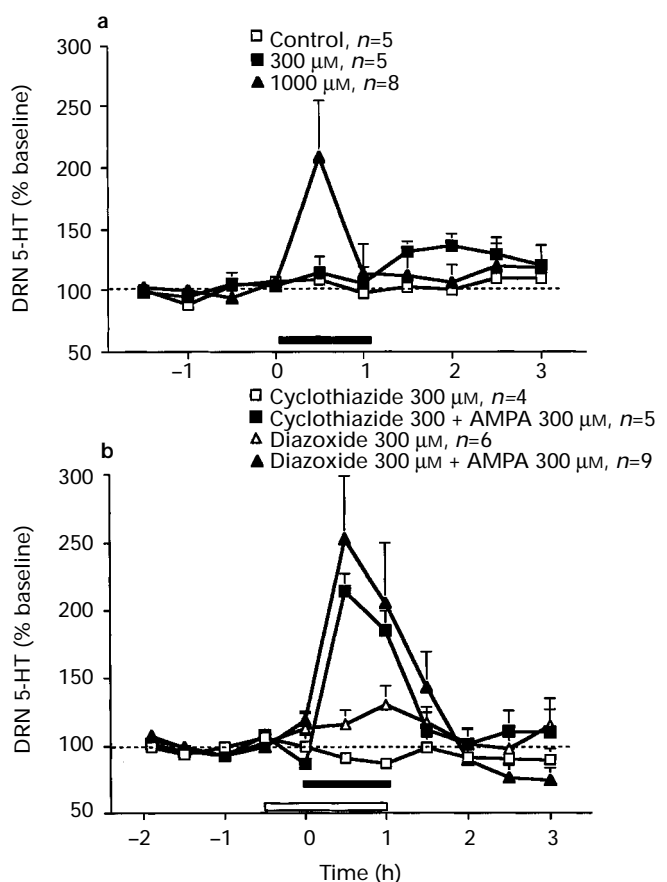 a
□ Control, n=5
■ 300 μM, n=5
▲ 1000 μM, n=8
DRN 5-HT (% baseline)
300
250
200
150
100
50
−1 0 1 2 3
□ Cyclothiazide 300 μM, n=4
■ Cyclothiazide 300 + AMPA 300 μM, n=5
△ Diazoxide 300 μM, n=6
▲ Diazoxide 300 μM + AMPA 300 μM, n=9
b
DRN 5-HT (% baseline)
300
250
200
150
100
50
−2 −1 0 1 2 3
Time (h)